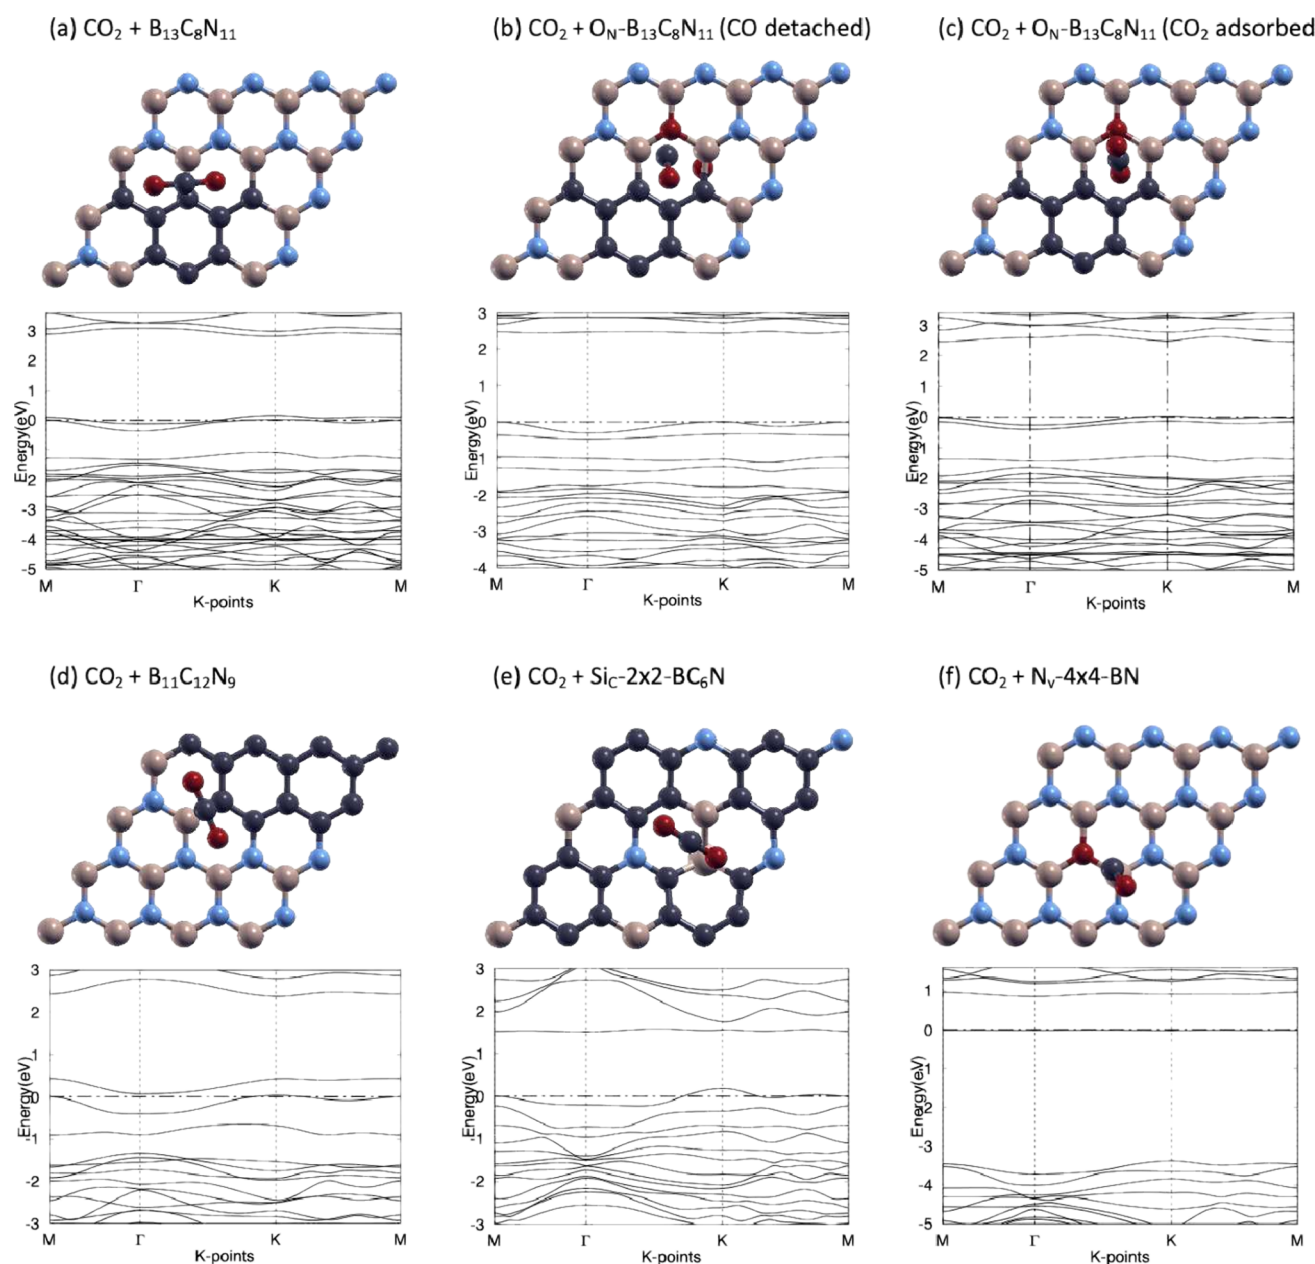 (a) CO₂ + B₁₃C₈N₁₁
(b) CO₂ + O_N-B₁₃C₈N₁₁ (CO detached)
(c) CO₂ + O_N-B₁₃C₈N₁₁ (CO₂ adsorbed
3
2
1
0
1
-2
-3
-4
-5
Energy(eV)
M Γ K M
K-points
3
2
1
0
1
-2
-3
-4
Energy(eV)
M Γ K M
K-points
3
2
1
0
1
-2
-3
-4
-5
Energy(eV)
M Γ K M
K-points
(d) CO₂ + B₁₁C₁₂N₉
(e) CO₂ + Si_C-2x2-BC₆N
(f) CO₂ + N_V-4x4-BN
3
2
1
0
-1
-2
-3
Energy(eV)
M Γ K M
K-points
3
2
1
0
-1
-2
-3
Energy(eV)
M Γ K M
K-points
1
0
-1
-2
-3
-4
-5
Energy(eV)
M Γ K M
K-points